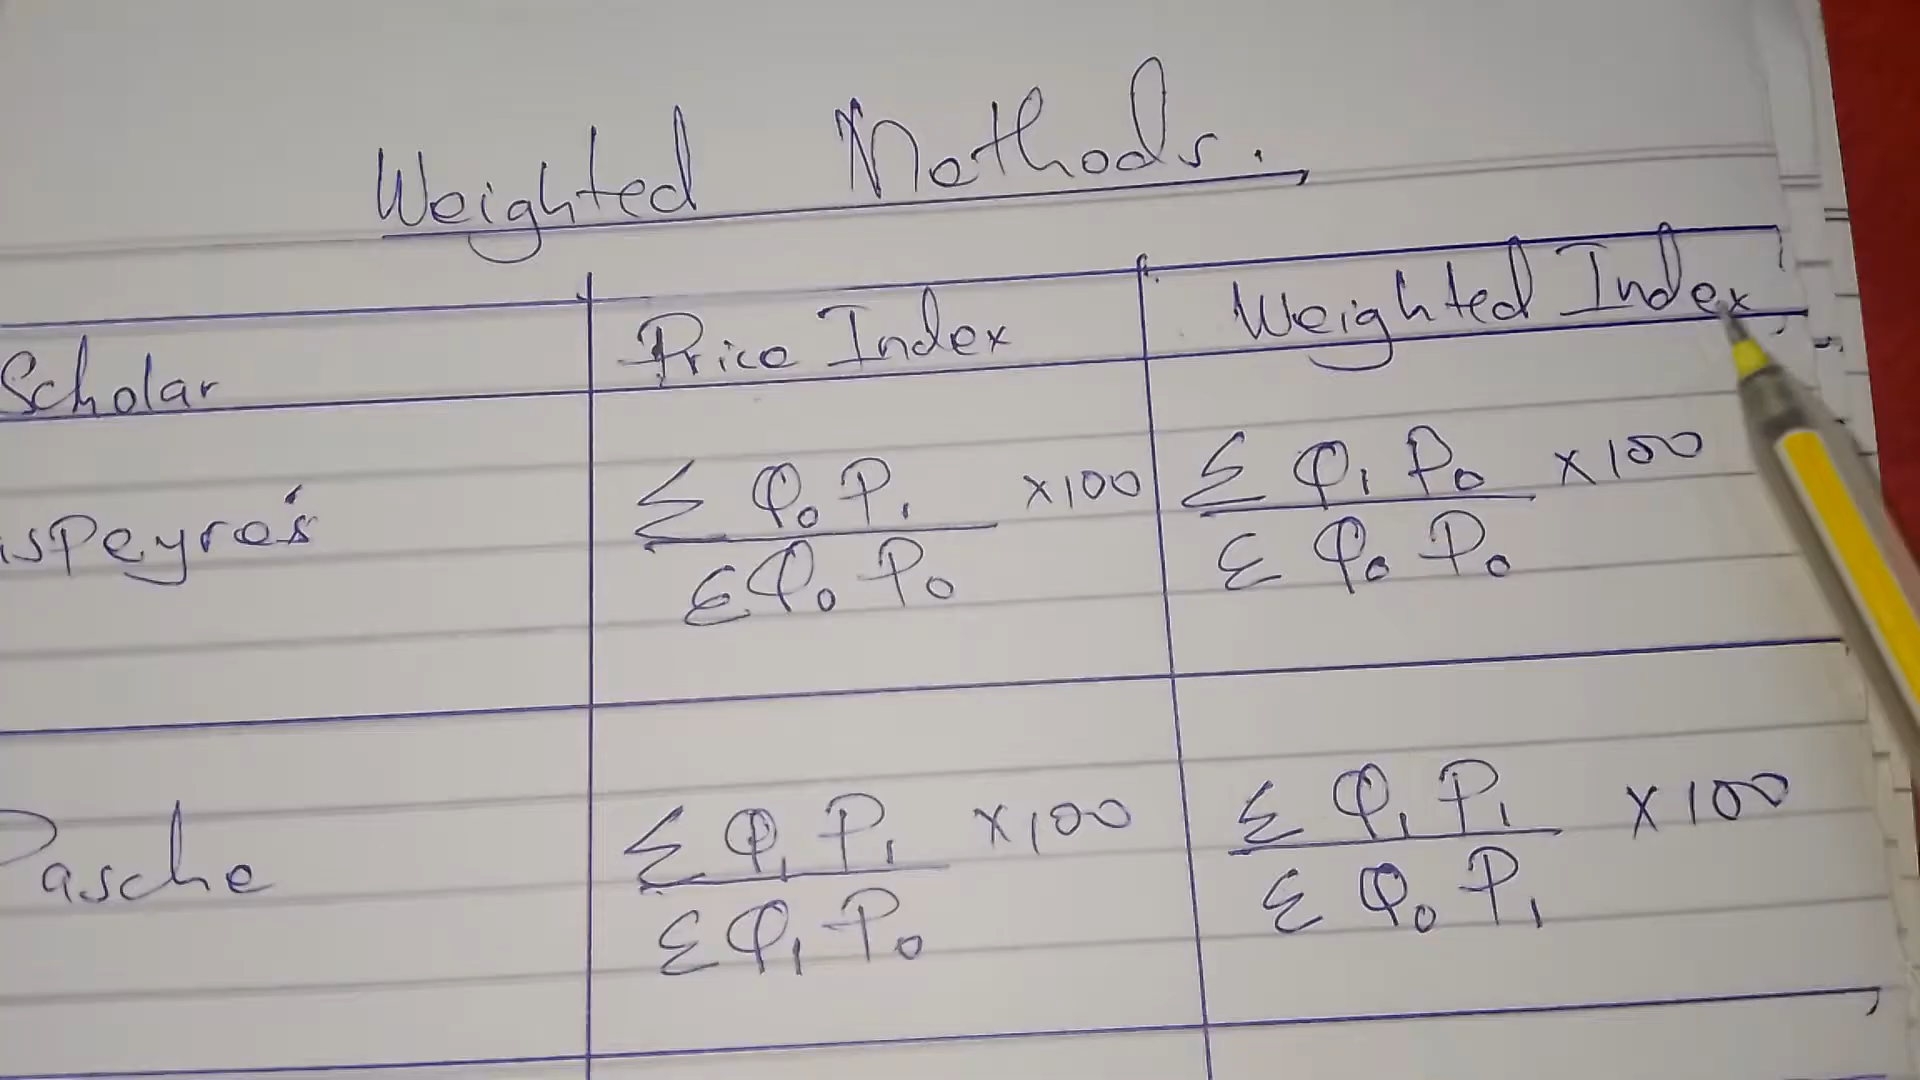 Weighted Methods.
Scholar Price Index Weighted Index
aspeyre's Σ Q₀ P₁ / Σ Q₀ P₀ ×100 Σ Q₁ P₀ / Σ Q₀ P₀ ×100
Pasche Σ Q₁ P₁ / Σ Q₁ P₀ ×100 Σ Q₁ P₁ / Σ Q₀ P₁ ×100